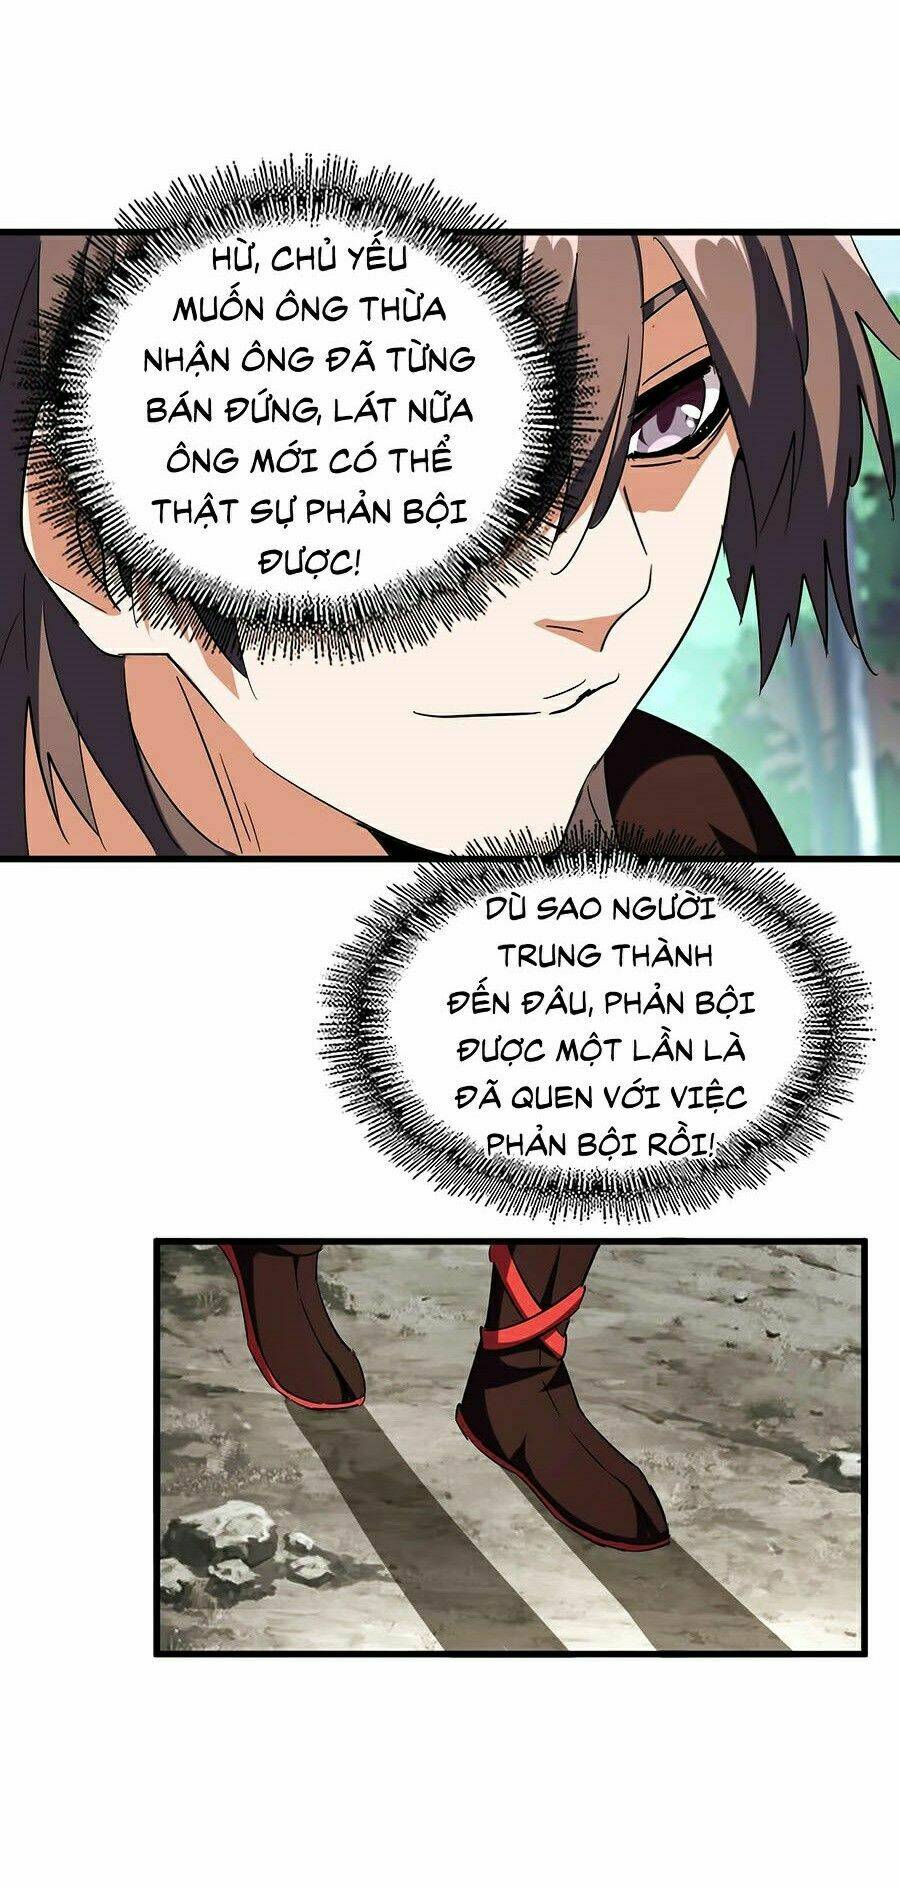 HỪ, CHỦ YẾU
MUỐN ÔNG THỪA
NHẬN ÔNG ĐÃ TỪNG
BÁN ĐỨNG, LÁT NỮA
ÔNG MỚI CÓ THỂ
THẬT SỰ PHẢN BỘI
ĐƯỢC!
DÙ SAO NGƯỜI
TRUNG THÀNH
ĐẾN ĐÂU, PHẢN BỘI
ĐƯỢC MỘT LẦN LÀ
ĐÃ QUEN VỚI VIỆC
PHẢN BỘI RỒI!